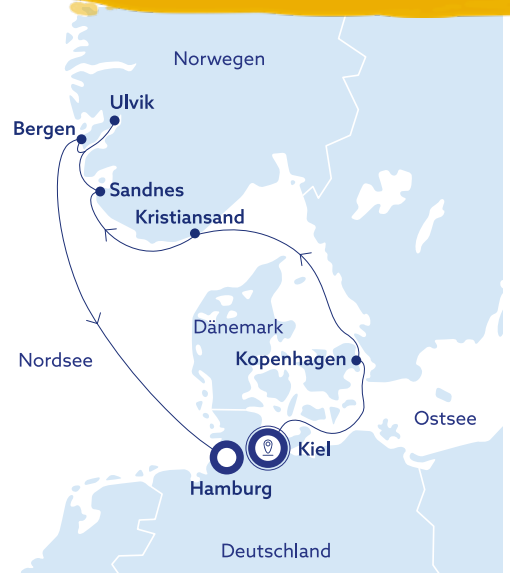 Norwegen
Ulvik
Bergen
Sandnes
Kristiansand
Dänemark
Nordsee
Kopenhagen
Ostsee
Kiel
Hamburg
Deutschland